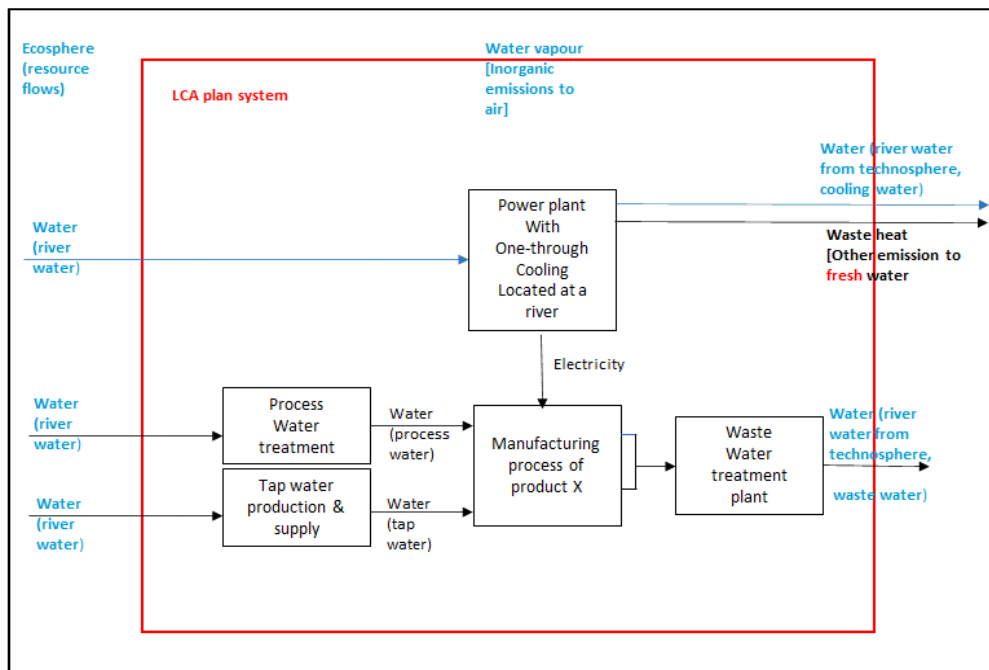 Ecosphere
(resource
flows)
Water vapour
[Inorganic
emissions to
air]
LCA plan system
Water (river water
from technosphere,
cooling water)
Power plant
With
One-through
Cooling
Located at a
river
Water
(river
water)
Waste heat
[Other emission to
fresh water
Electricity
Water
(river
water)
Process
Water
treatment
Water
(process
water)
Manufacturing
process of
product X
Waste
Water
treatment
plant
Water (river
water from
technosphere,
waste water)
Water
(river
water)
Tap water
production &
supply
Water
(tap
water)